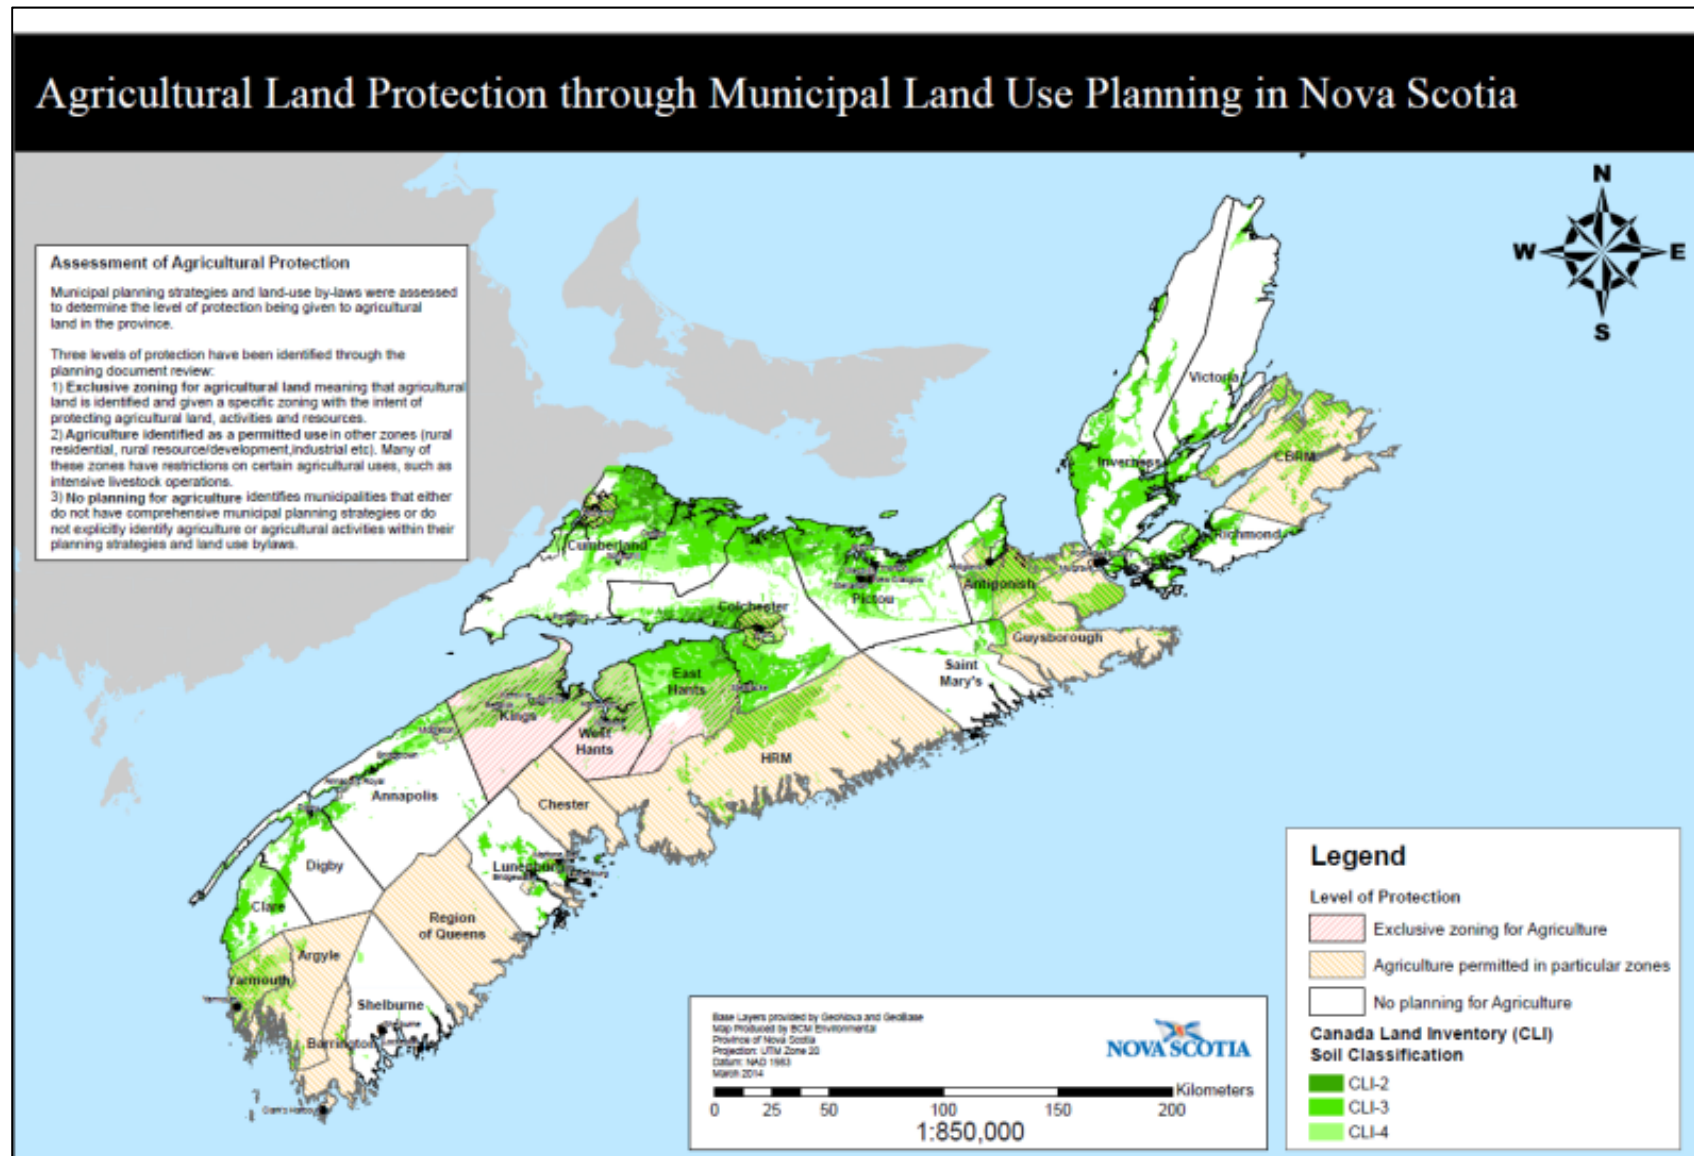 Agricultural Land Protection through Municipal Land Use Planning in Nova Scotia
N
W
E
S
Assessment of Agricultural Protection
Municipal planning strategies and land-use by-laws were assessed
to determine the level of protection being given to agricultural
land in the province.
Three levels of protection have been identified through the
planning document review:
1) Exclusive zoning for agricultural land meaning that agricultural
land is identified and given a specific zoning with the intent of
protecting agricultural land, activities and resources.
2) Agriculture identified as a permitted use in other zones (rural
residential, rural resource/development,industrial etc). Many of
these zones have restrictions on certain agricultural uses, such as
intensive livestock operations.
3) No planning for agriculture identifies municipalities that either
do not have comprehensive municipal planning strategies or do
not explicitly identify agriculture or agricultural activities within their
planning strategies and land use bylaws.
Victoria
Inverness
CBRM
Richmond
Cumberland
Antigonish
Pictou
Colchester
Guysborough
East
Hants
Saint
Mary's
Kings
West
Hants
HRM
Annapolis
Chester
Digby
Lunenburg
Clare
Region
of Queens
Argyle
Yarmouth
Shelburne
Barrington
Base Layers provided by GeoNova and GeoBase
Map Produced by BCM Environmental
Province of Nova Scotia
Projection: UTM Zone 20
Datum: NAD 1983
March 2014
NOVA SCOTIA
Kilometers
0 25 50 100 150 200
1:850,000
Legend
Level of Protection
Exclusive zoning for Agriculture
Agriculture permitted in particular zones
No planning for Agriculture
Canada Land Inventory (CLI)
Soil Classification
CLI-2
CLI-3
CLI-4